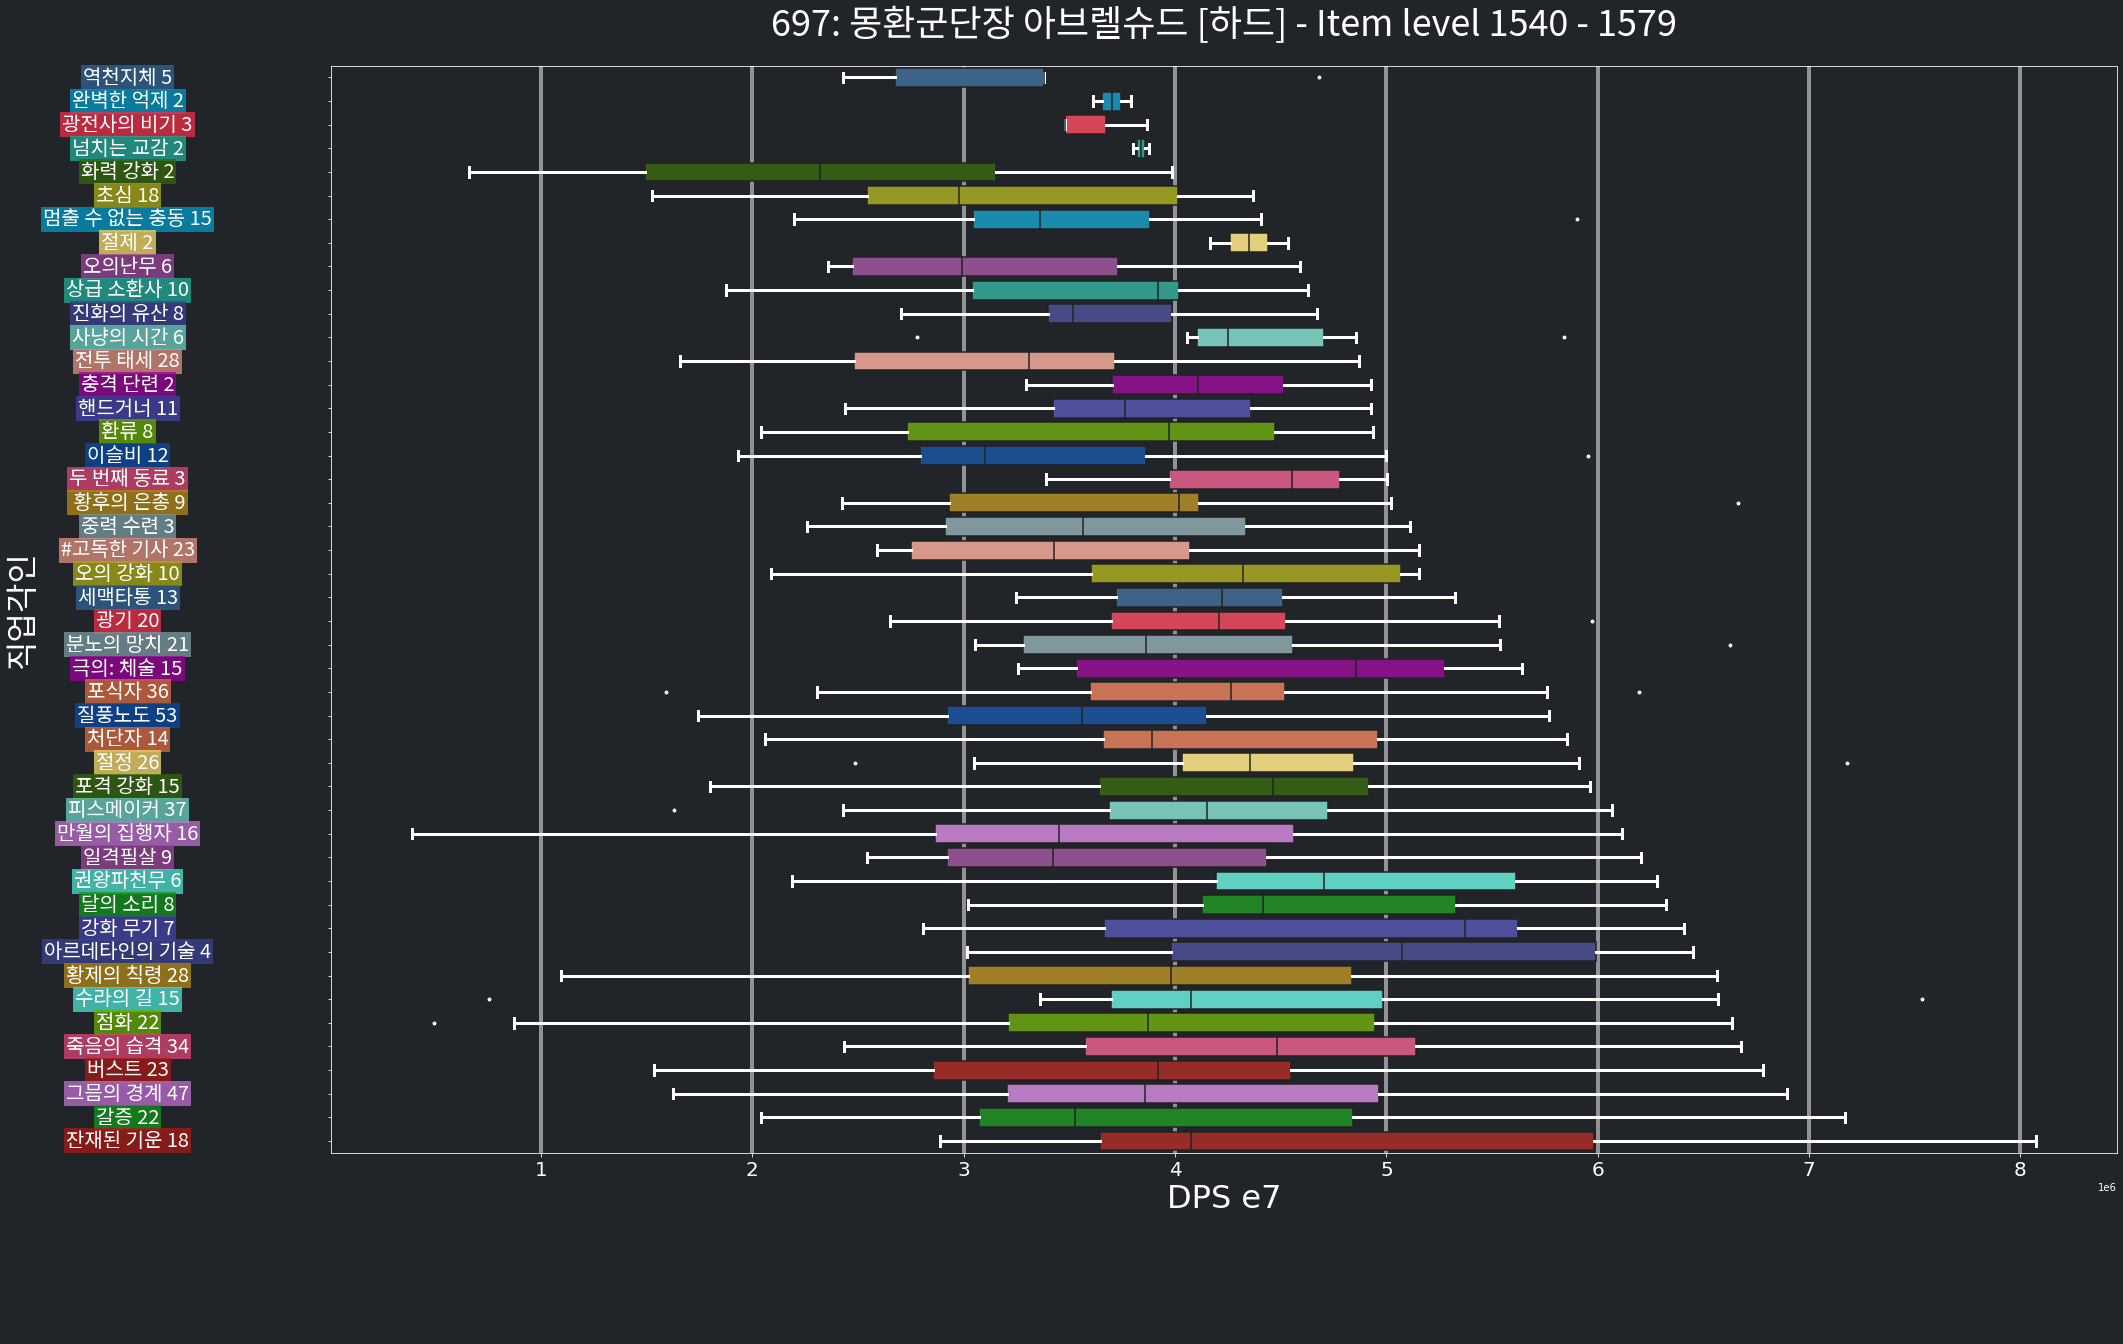 697: 몽환군단장 아브렐슈드 [하드] - Item level 1540 - 1579
역천지체 5
완벽한 억제 2
광전사의 비기 3
넘치는 교감 2
화력 강화 2
초심 18
멈출 수 없는 충동 15
절제 2
오의난무 6
상급 소환사 10
진화의 유산 8
사냥의 시간 6
전투 태세 28
충격 단련 2
핸드거너 11
환류 8
이슬비 12
두 번째 동료 3
황후의 은총 9
중력 수련 3
#고독한 기사 23
오의 강화 10
세맥타통 13
광기 20
분노의 망치 21
극의: 체술 15
포식자 36
질풍노도 53
처단자 14
절정 26
포격 강화 15
피스메이커 37
만월의 집행자 16
일격필살 9
권왕파천무 6
달의 소리 8
강화 무기 7
아르데타인의 기술 4
황제의 칙령 28
수라의 길 15
점화 22
죽음의 습격 34
버스트 23
그믐의 경계 47
갈증 22
잔재된 기운 18
직업각인
1 2 3 4 5 6 7 8
DPS e7
1e6